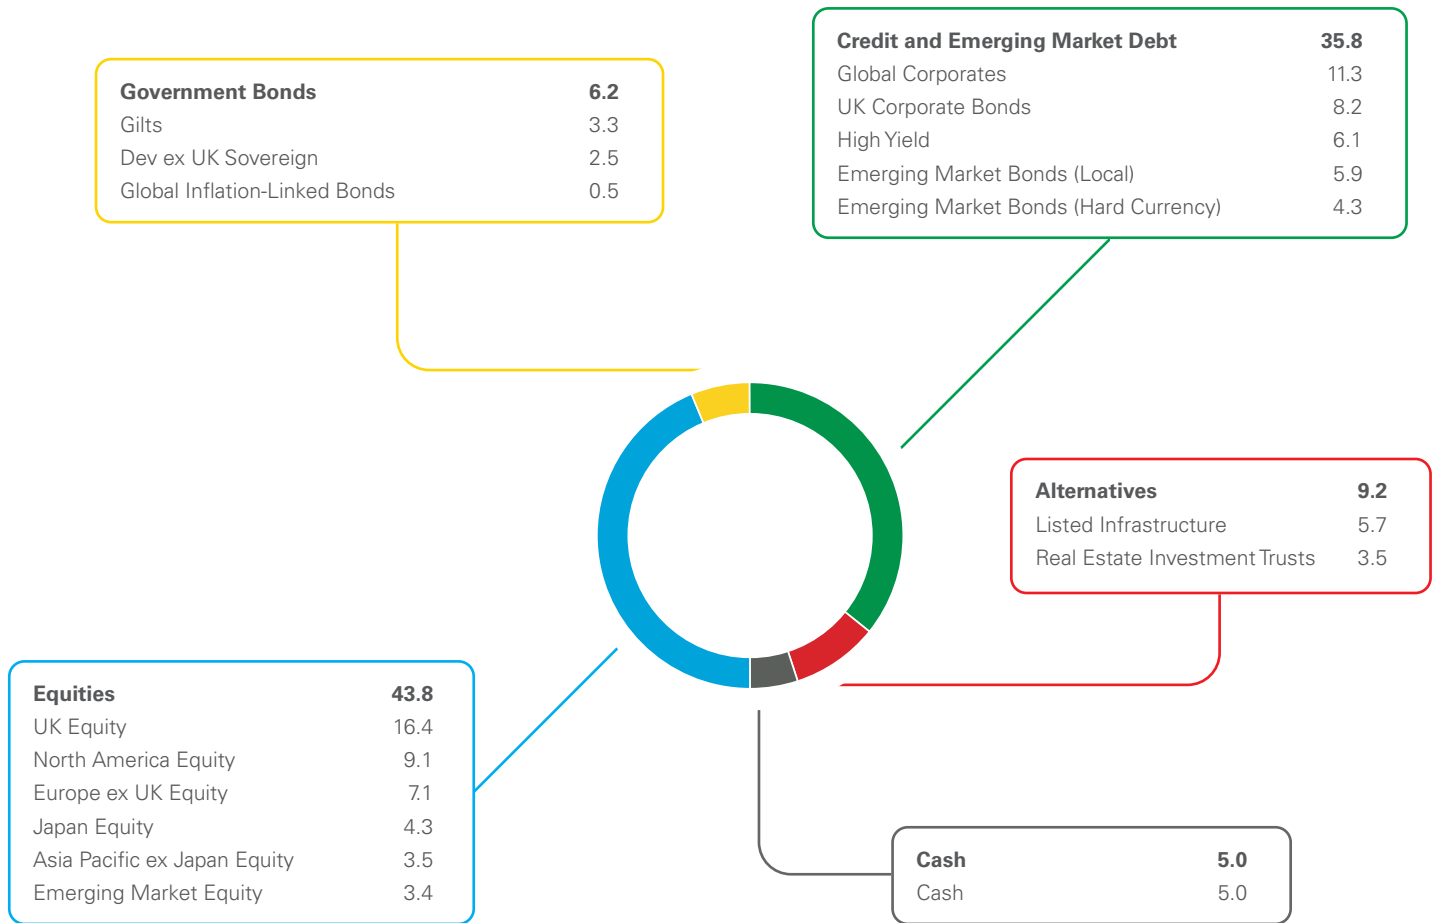 Government Bonds 6.2
Gilts 3.3
Dev ex UK Sovereign 2.5
Global Inflation-Linked Bonds 0.5
Credit and Emerging Market Debt 35.8
Global Corporates 11.3
UK Corporate Bonds 8.2
High Yield 6.1
Emerging Market Bonds (Local) 5.9
Emerging Market Bonds (Hard Currency) 4.3
Alternatives 9.2
Listed Infrastructure 5.7
Real Estate Investment Trusts 3.5
Equities 43.8
UK Equity 16.4
North America Equity 9.1
Europe ex UK Equity 7.1
Japan Equity 4.3
Asia Pacific ex Japan Equity 3.5
Emerging Market Equity 3.4
Cash 5.0
Cash 5.0